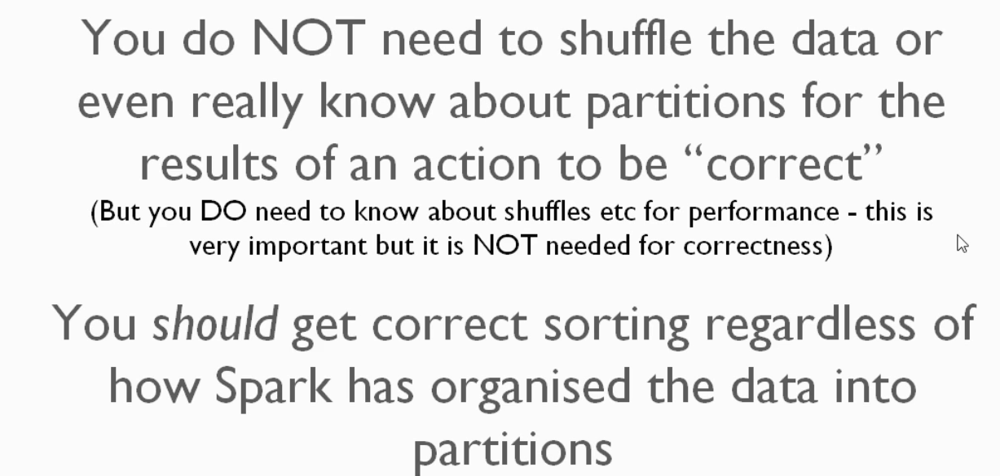 You do NOT need to shuffle the data or
even really know about partitions for the
results of an action to be “correct”
(But you DO need to know about shuffles etc for performance - this is
very important but it is NOT needed for correctness)
You should get correct sorting regardless of
how Spark has organised the data into
partitions